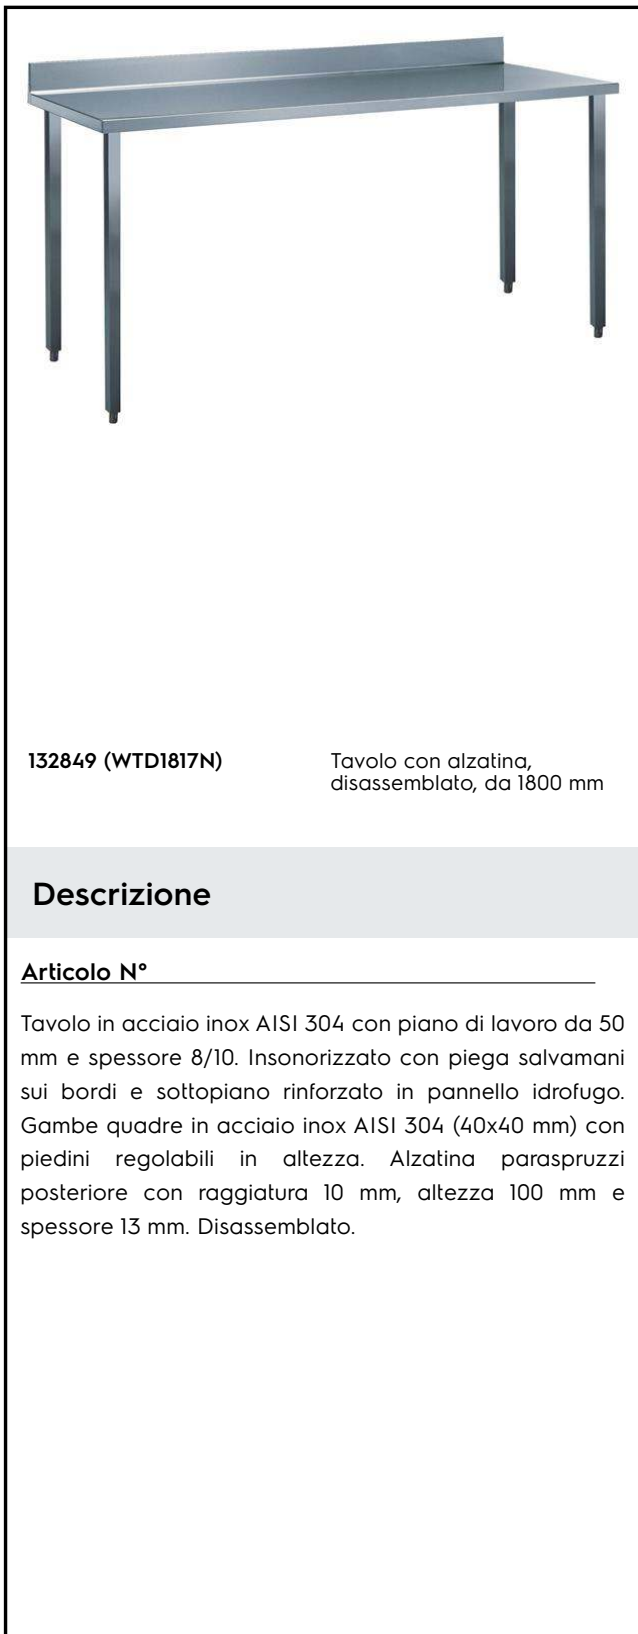 132849 (WTD1817N)
Tavolo con alzatina,
disassemblato, da 1800 mm
Descrizione
Articolo N°
Tavolo in acciaio inox AISI 304 con piano di lavoro da 50
mm e spessore 8/10. Insonorizzato con piega salvamani
sui bordi e sottopiano rinforzato in pannello idrofugo.
Gambe quadre in acciaio inox AISI 304 (40x40 mm) con
piedini regolabili in altezza. Alzatina paraspruzzi
posteriore con raggiatura 10 mm, altezza 100 mm e
spessore 13 mm. Disassemblato.